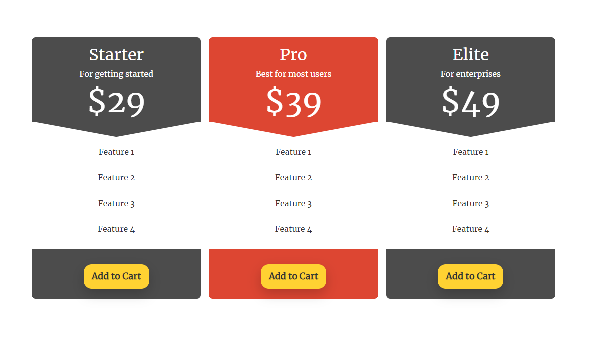 Starter
For getting started
$29
Feature 1
Feature 2
Feature 3
Feature 4
Add to Cart
Pro
Best for most users
$39
Feature 1
Feature 2
Feature 3
Feature 4
Add to Cart
Elite
For enterprises
$49
Feature 1
Feature 2
Feature 3
Feature 4
Add to Cart